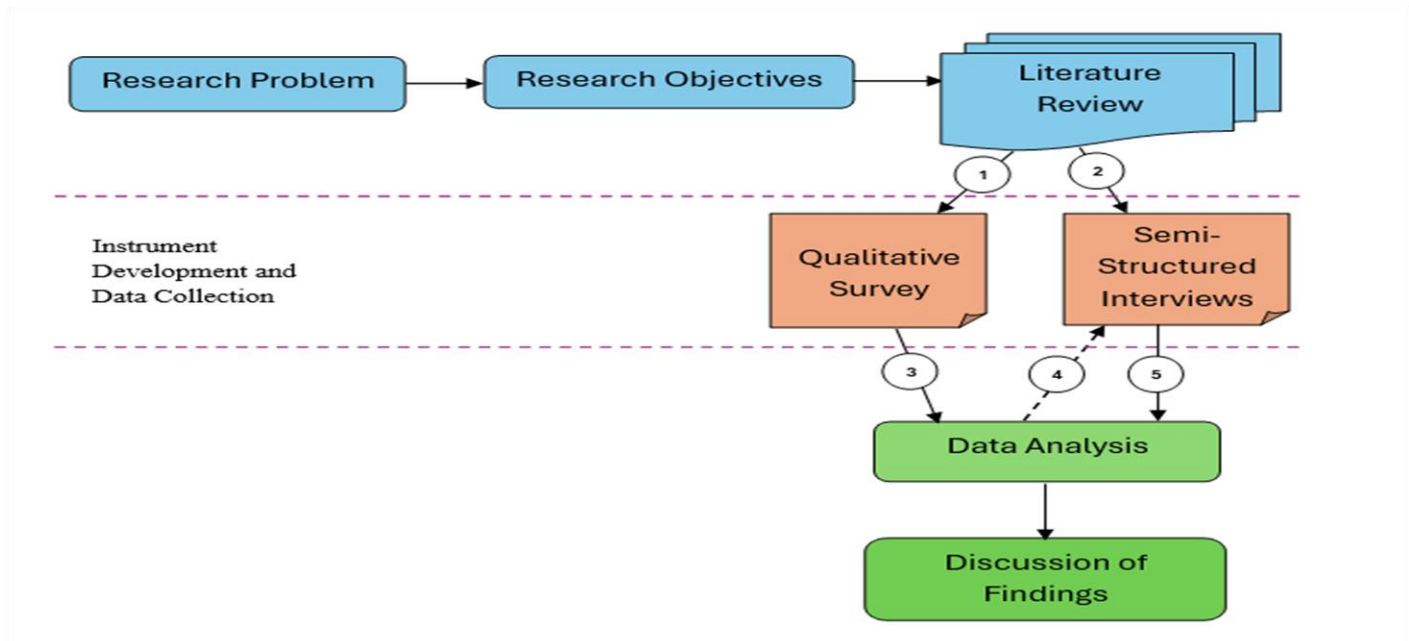 Research Problem
Research Objectives
Literature
Review
1
2
Instrument
Development and
Data Collection
Qualitative
Survey
Semi-
Structured
Interviews
3
4
5
Data Analysis
Discussion of
Findings